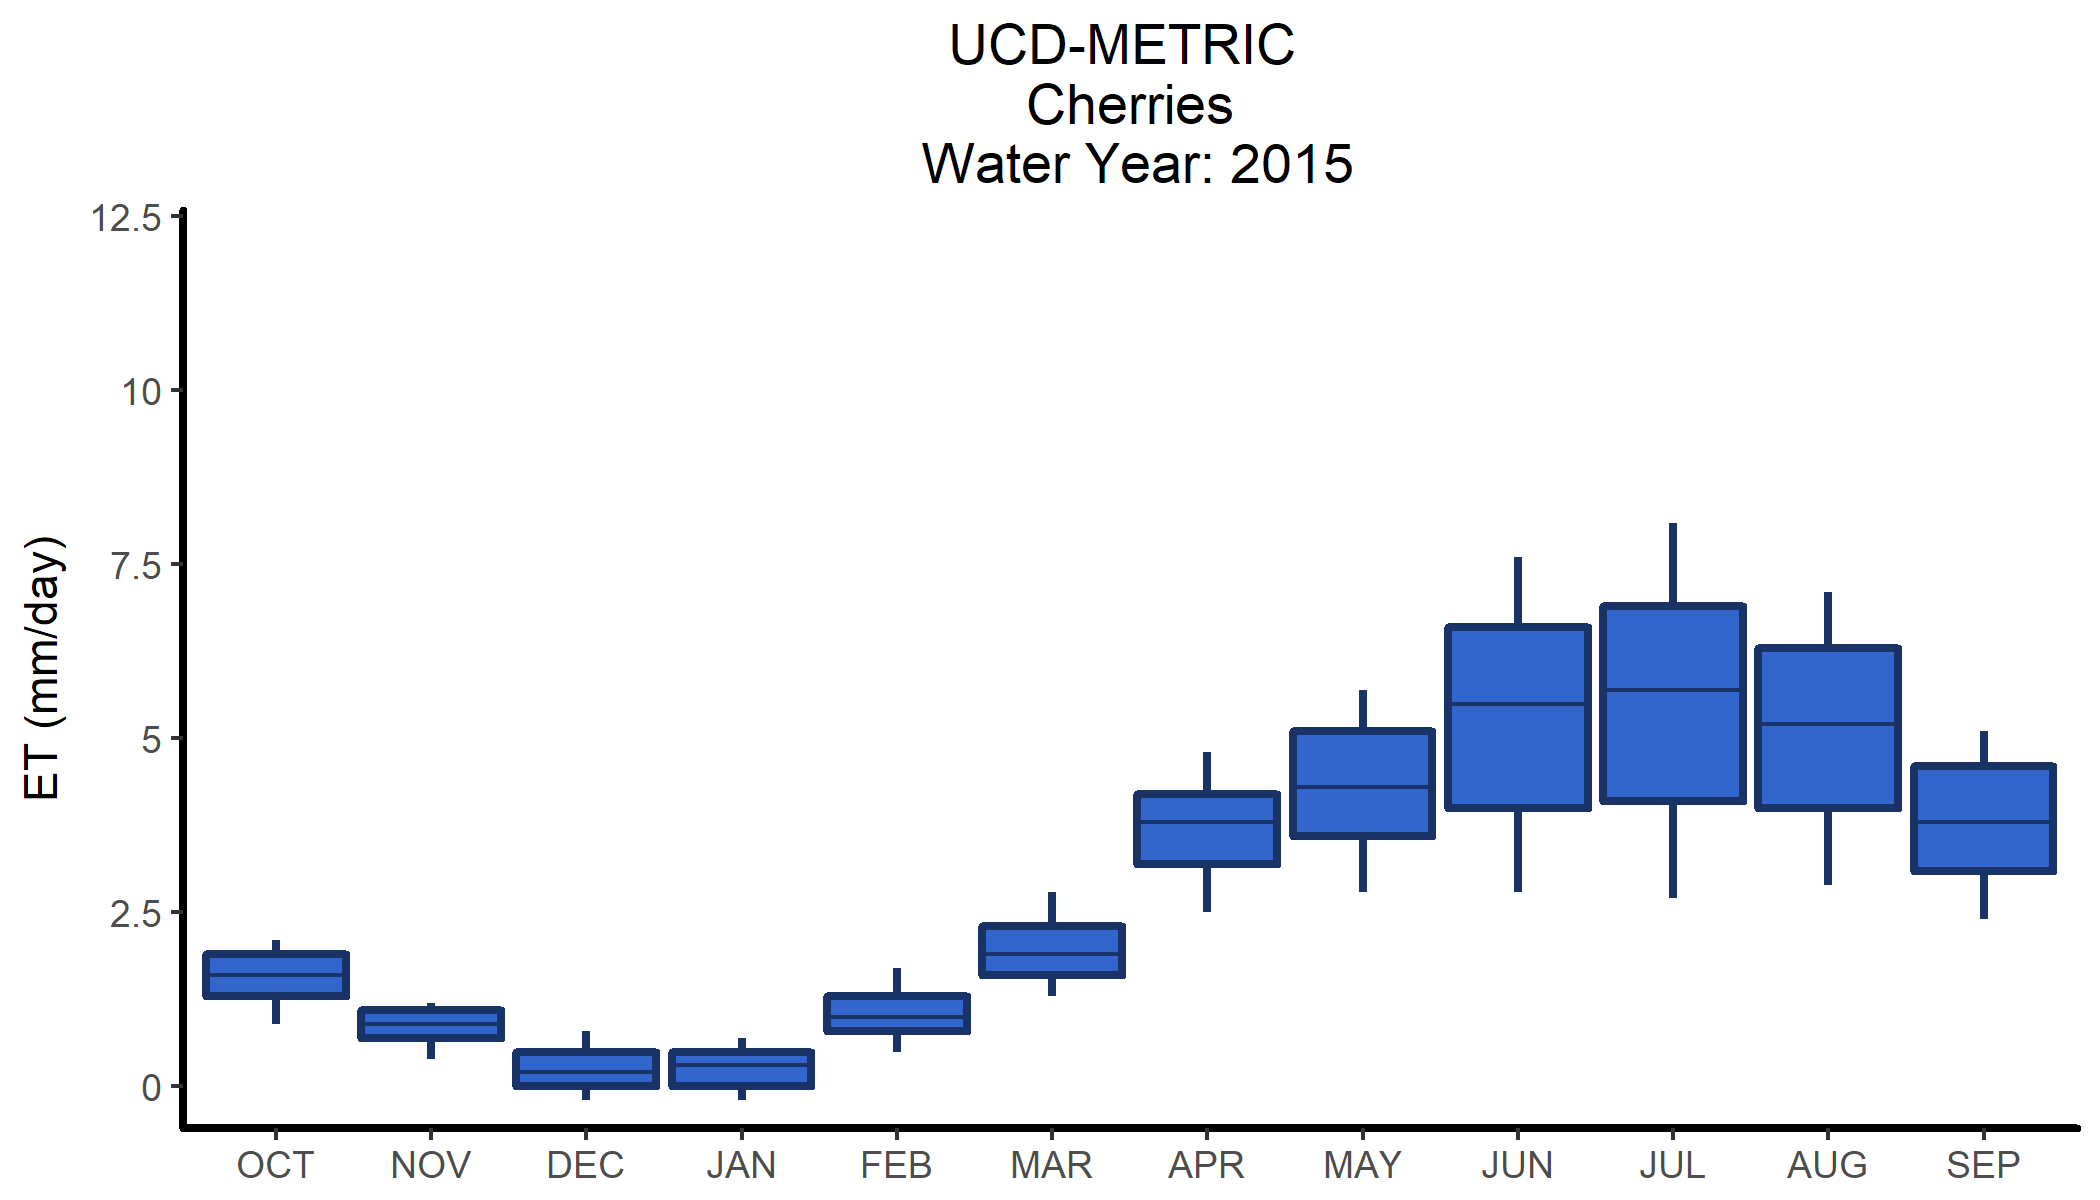 UCD-METRIC
Cherries
Water Year: 2015
12.5
10
7.5
5
2.5
0
ET (mm/day)
OCT NOV DEC JAN FEB MAR APR MAY JUN JUL AUG SEP